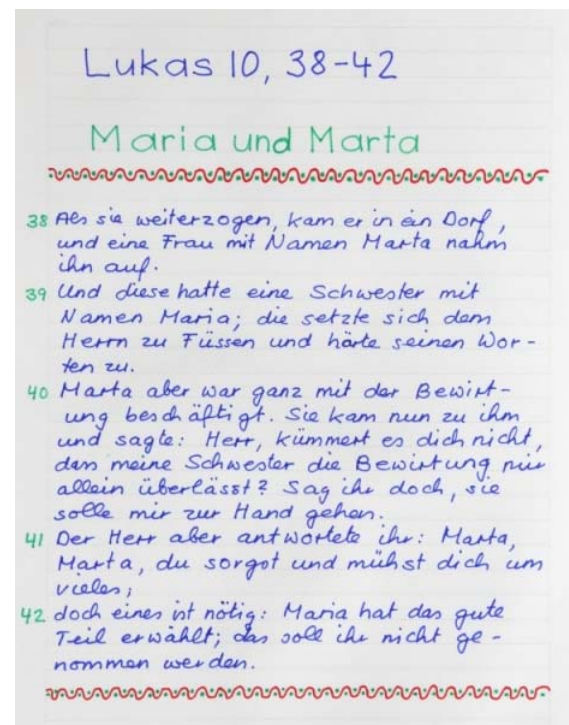 Lukas 10, 38-42
Maria und Marta
38 Als sie weiterzogen, kam er in ein Dorf,
und eine Frau mit Namen Marta nahm
ihn auf.
39 Und diese hatte eine Schwester mit
Namen Maria; die setzte sich dem
Herrn zu Füssen und hörte seinen Wor-
ten zu.
40 Marta aber war ganz mit der Bewirt-
ung beschäftigt. Sie kam nun zu ihm
und sagte: Herr, kümmert es dich nicht,
dass meine Schwester die Bewirtung mir
allein überlässt? Sag ihr doch, sie
solle mir zur Hand gehen.
41 Der Herr aber antwortete ihr: Marta,
Marta, du sorgst und mühst dich um
vieles;
42 doch eines ist nötig: Maria hat das gute
Teil erwählt; das soll ihr nicht ge-
nommen werden.